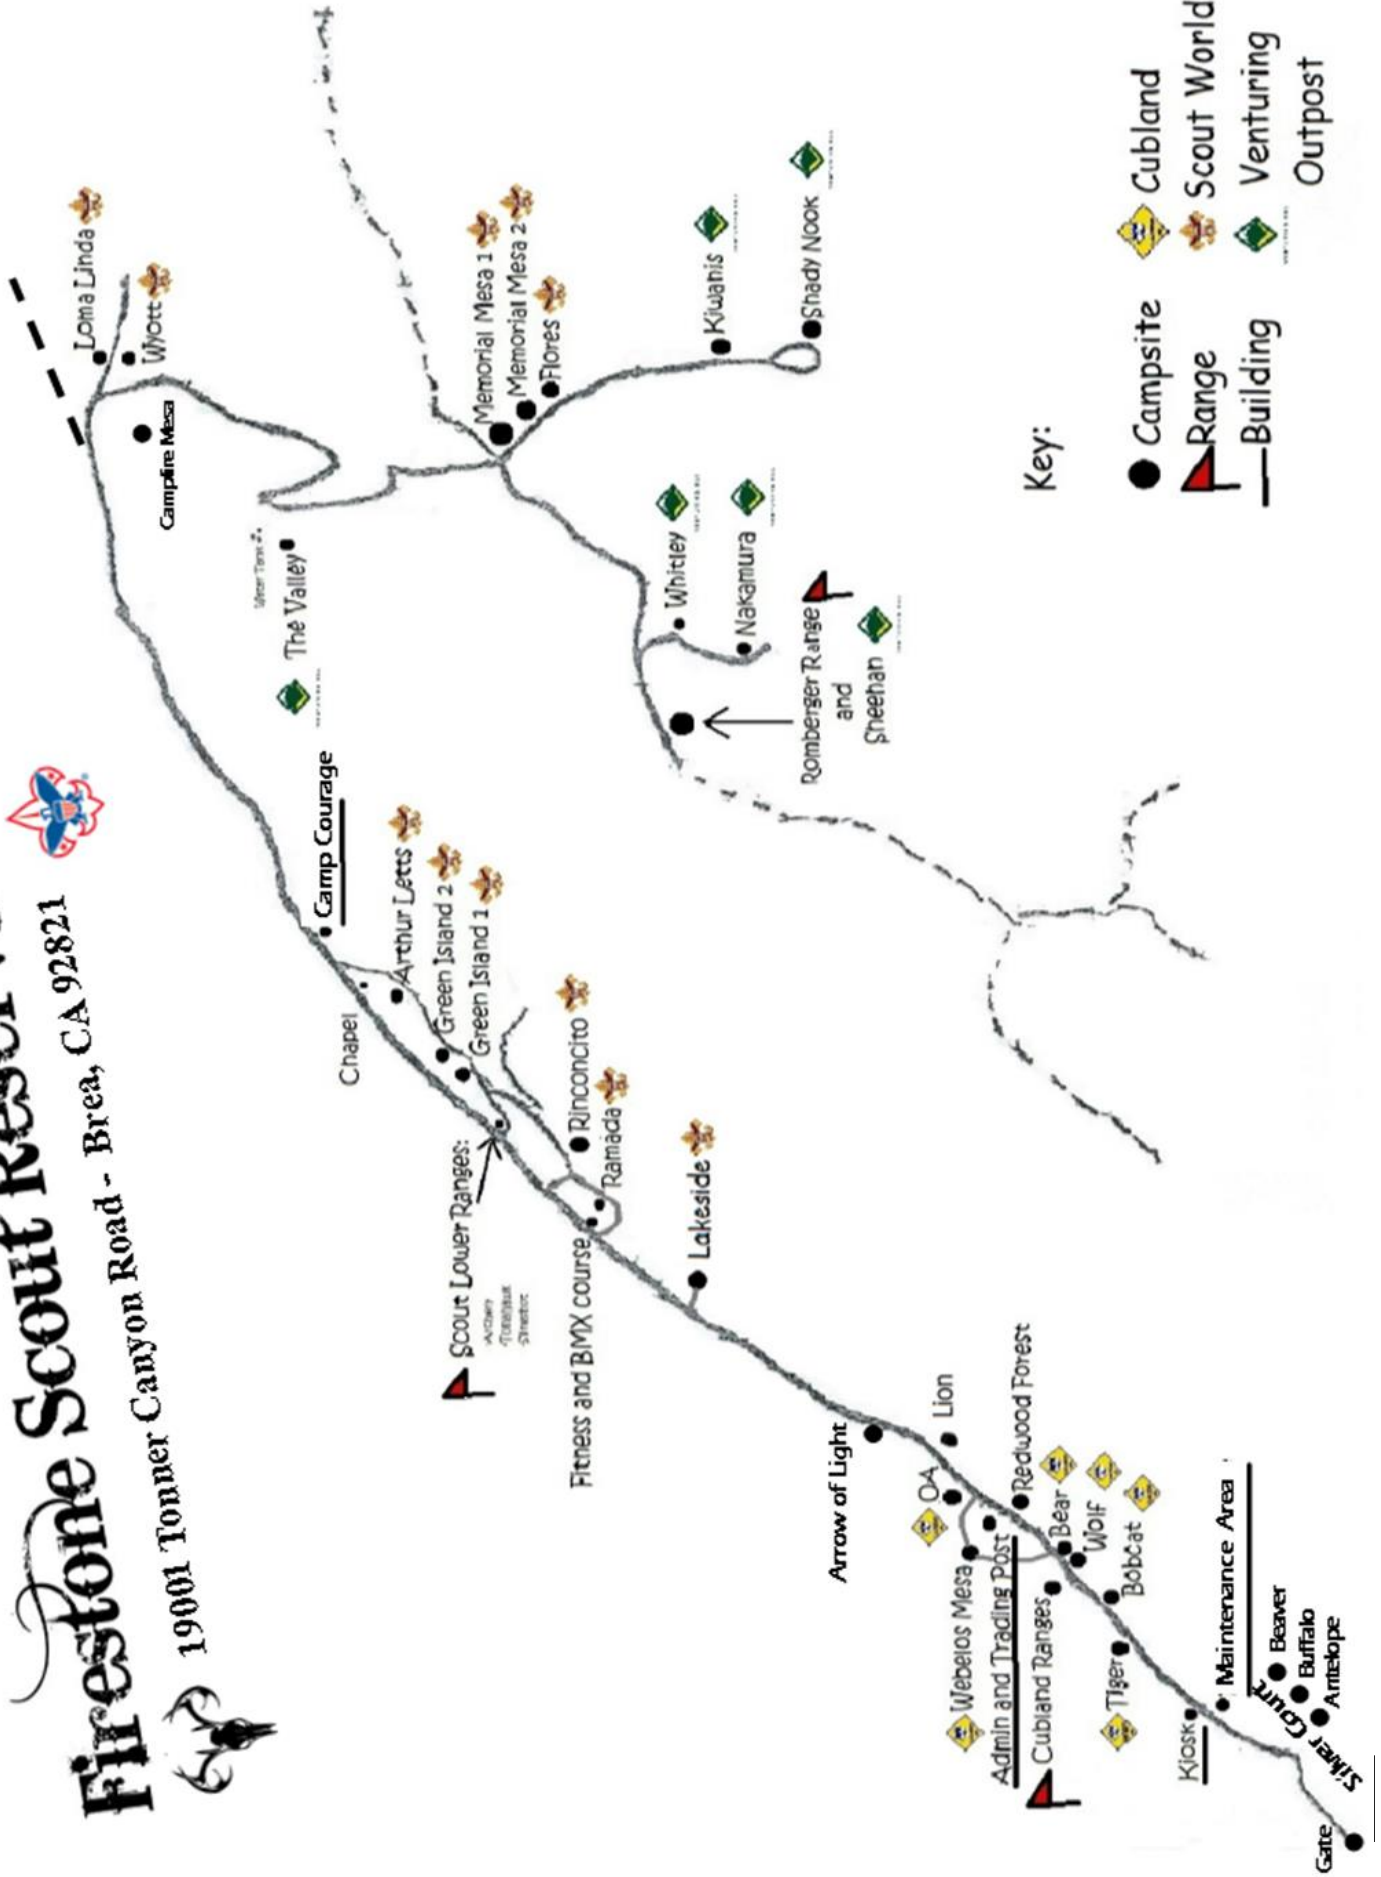 Firestone Scout
19001 Tonner Canyon Road - Brea, CA 92821
Loma Linda
Wyott
Campfire Mesa
The Valley
Memorial Mesa 1
Memorial Mesa 2
Flores
Kiwanis
Shady Nook
Whitley
Nakamura
Romberger Range
and
Sheehan
Camp Courage
Chapel
Arthur Letts
Green Island 2
Green Island 1
Scout Lower Ranges:
Archery
Rinconcito
Ramada
Fitness and BMX course
Lakeside
Arrow of Light
Lion
OA
Redwood Forest
Webelos Mesa
Admin and Trading Post
Cubland Ranges
Bear
Wolf
Bobcat
Tiger
Kiosk
Maintenance Area
Silver Court
Beaver
Buffalo
Antelope
Gate
Key:
Campsite
Range
Building
Cubland
Scout World
Venturing
Outpost